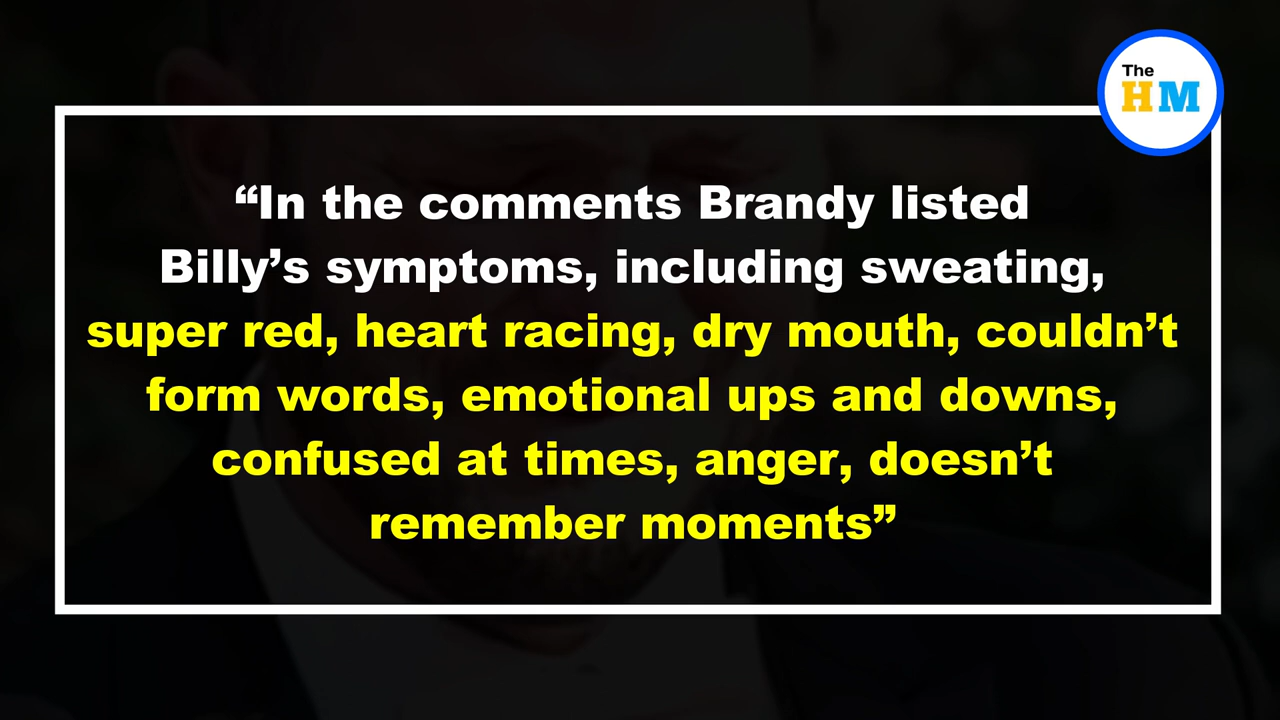 The
HM
“In the comments Brandy listed
Billy’s symptoms, including sweating,
super red, heart racing, dry mouth, couldn’t
form words, emotional ups and downs,
confused at times, anger, doesn’t
remember moments”